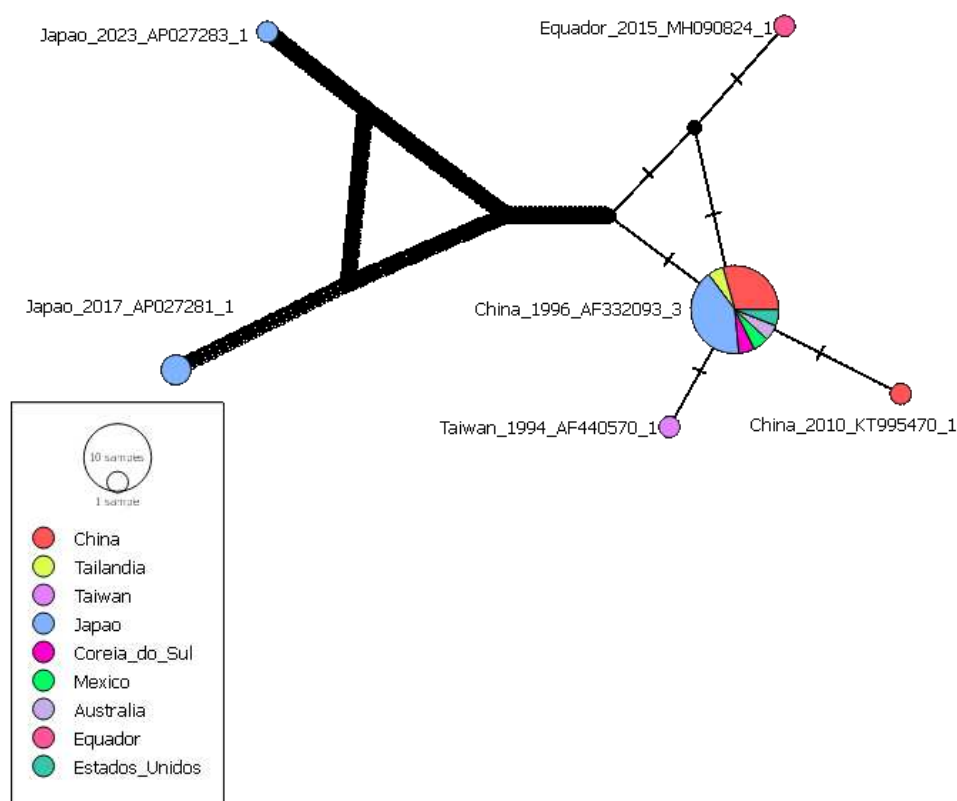 Japao_2023_AP027283_1
Equador_2015_MH090824_1
Japao_2017_AP027281_1
China_1996_AF332093_3
Taiwan_1994_AF440570_1
China_2010_KT995470_1
10 samples
1 sample
China
Tailandia
Taiwan
Japao
Coreia_do_Sul
Mexico
Australia
Equador
Estados_Unidos